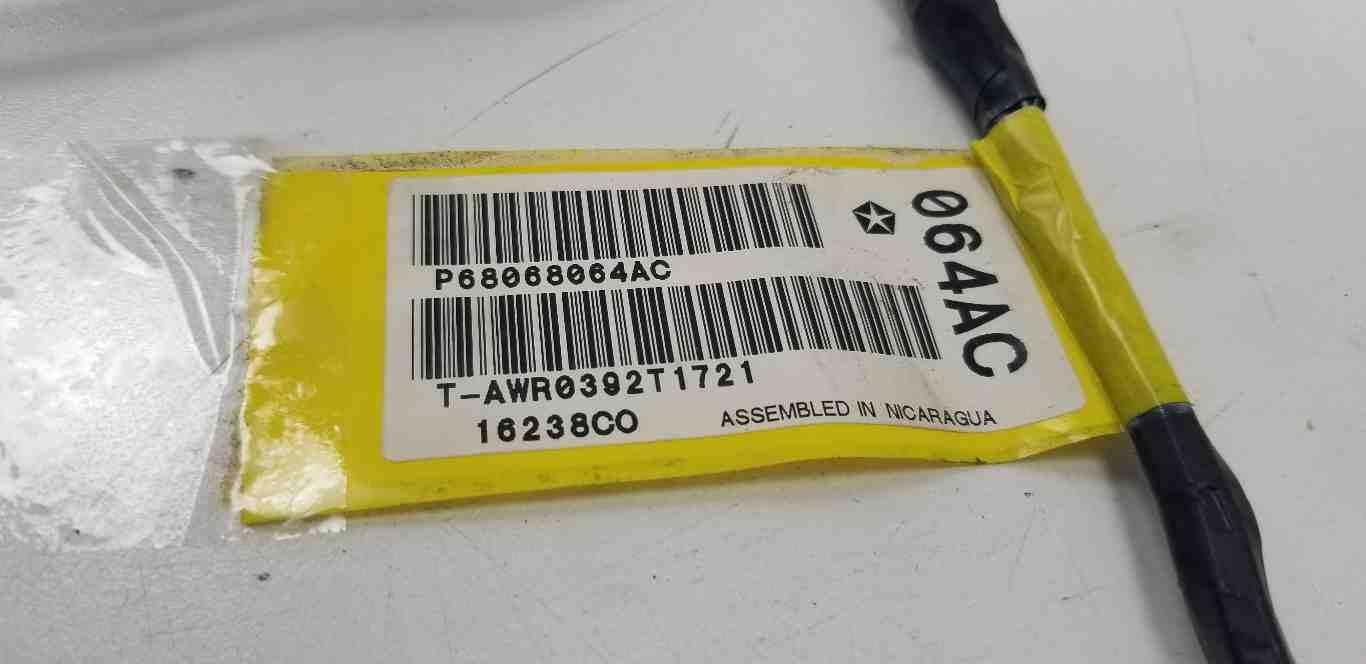 P68068064AC
T-AWR0392T1721
16238CO
ASSEMBLED IN NICARAGUA
064AC